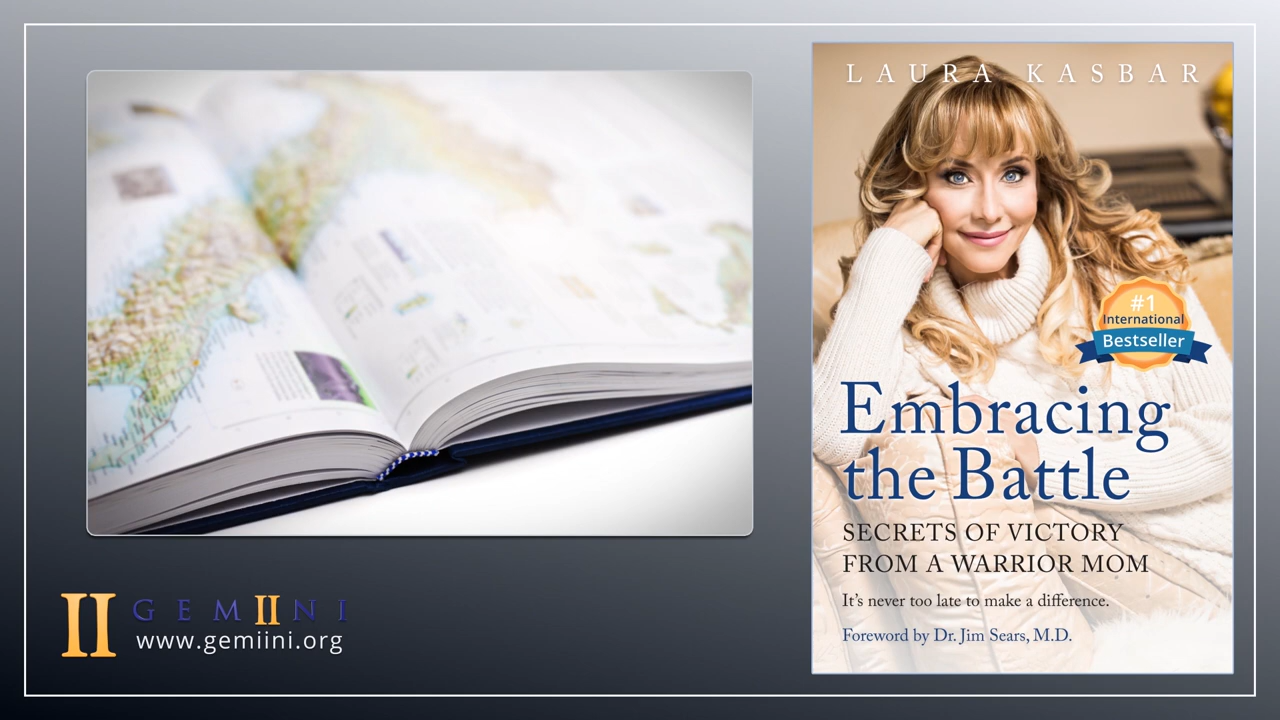 LAURA KASBAR
#1
International
Bestseller
Embracing
the Battle
SECRETS OF VICTORY
FROM A WARRIOR MOM
It's never too late to make a difference.
Foreword by Dr. Jim Sears, M.D.
II GEMIINI
www.gemiini.org